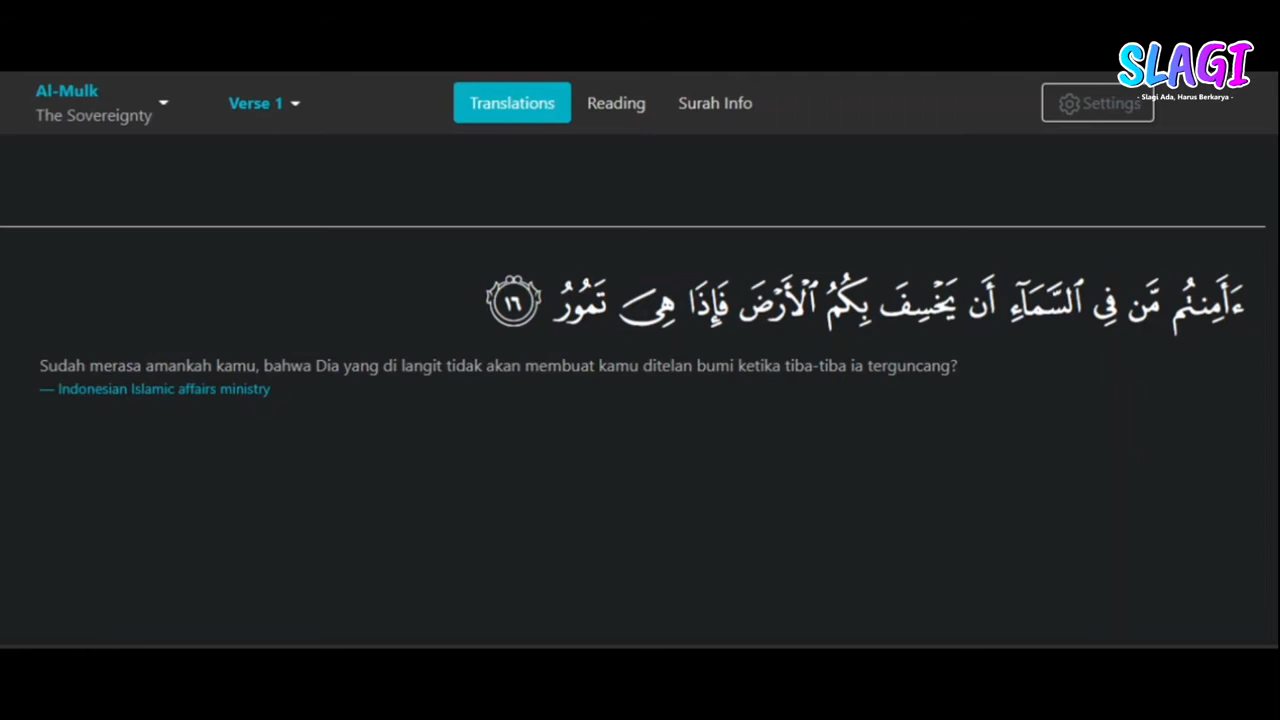 SLAGI
- Slagi Ada, Harus Berkarya -
Al-Mulk
The Sovereignty
Verse 1
Translations
Reading
Surah Info
Settings
ءَأَمِنتُم مَّن فِي ٱلسَّمَآءِ أَن يَخْسِفَ بِكُمُ ٱلْأَرْضَ فَإِذَا هِىَ تَمُورُ ١٦
Sudah merasa amankah kamu, bahwa Dia yang di langit tidak akan membuat kamu ditelan bumi ketika tiba-tiba ia terguncang?
— Indonesian Islamic affairs ministry